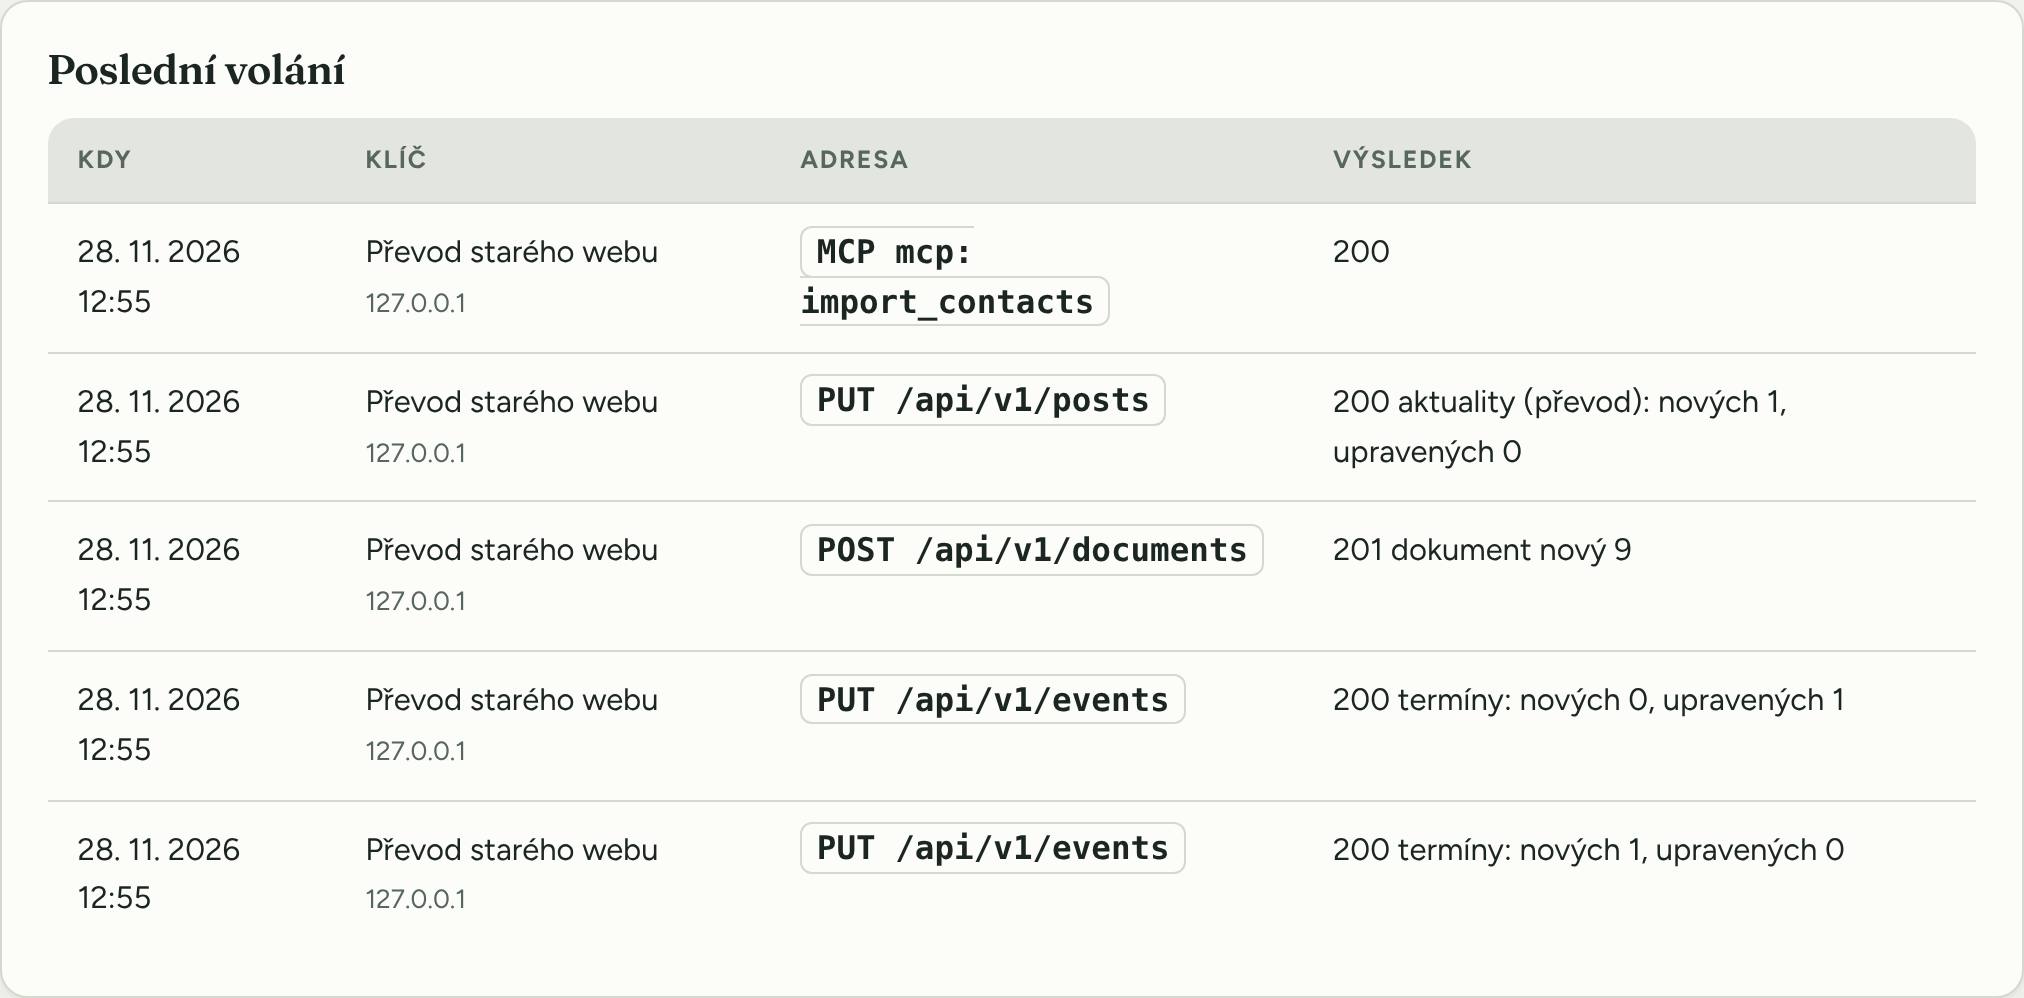 Poslední volání
KDY KLÍČ ADRESA VÝSLEDEK
28. 11. 2026 Převod starého webu MCP mcp: 200
12:55 127.0.0.1 import_contacts
28. 11. 2026 Převod starého webu PUT /api/v1/posts 200 aktuality (převod): nových 1,
12:55 127.0.0.1 upravených 0
28. 11. 2026 Převod starého webu POST /api/v1/documents 201 dokument nový 9
12:55 127.0.0.1
28. 11. 2026 Převod starého webu PUT /api/v1/events 200 termíny: nových 0, upravených 1
12:55 127.0.0.1
28. 11. 2026 Převod starého webu PUT /api/v1/events 200 termíny: nových 1, upravených 0
12:55 127.0.0.1